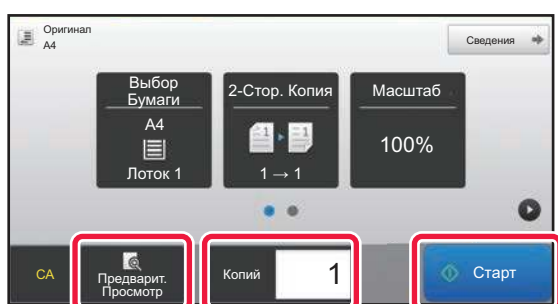 Оригинал
A4
Сведения
Выбор
Бумаги
A4
Лоток 1
2-Стор. Копия
1 1
1 → 1
Масштаб
100%
CA
Предварит.
Просмотр
Копий
1
Старт